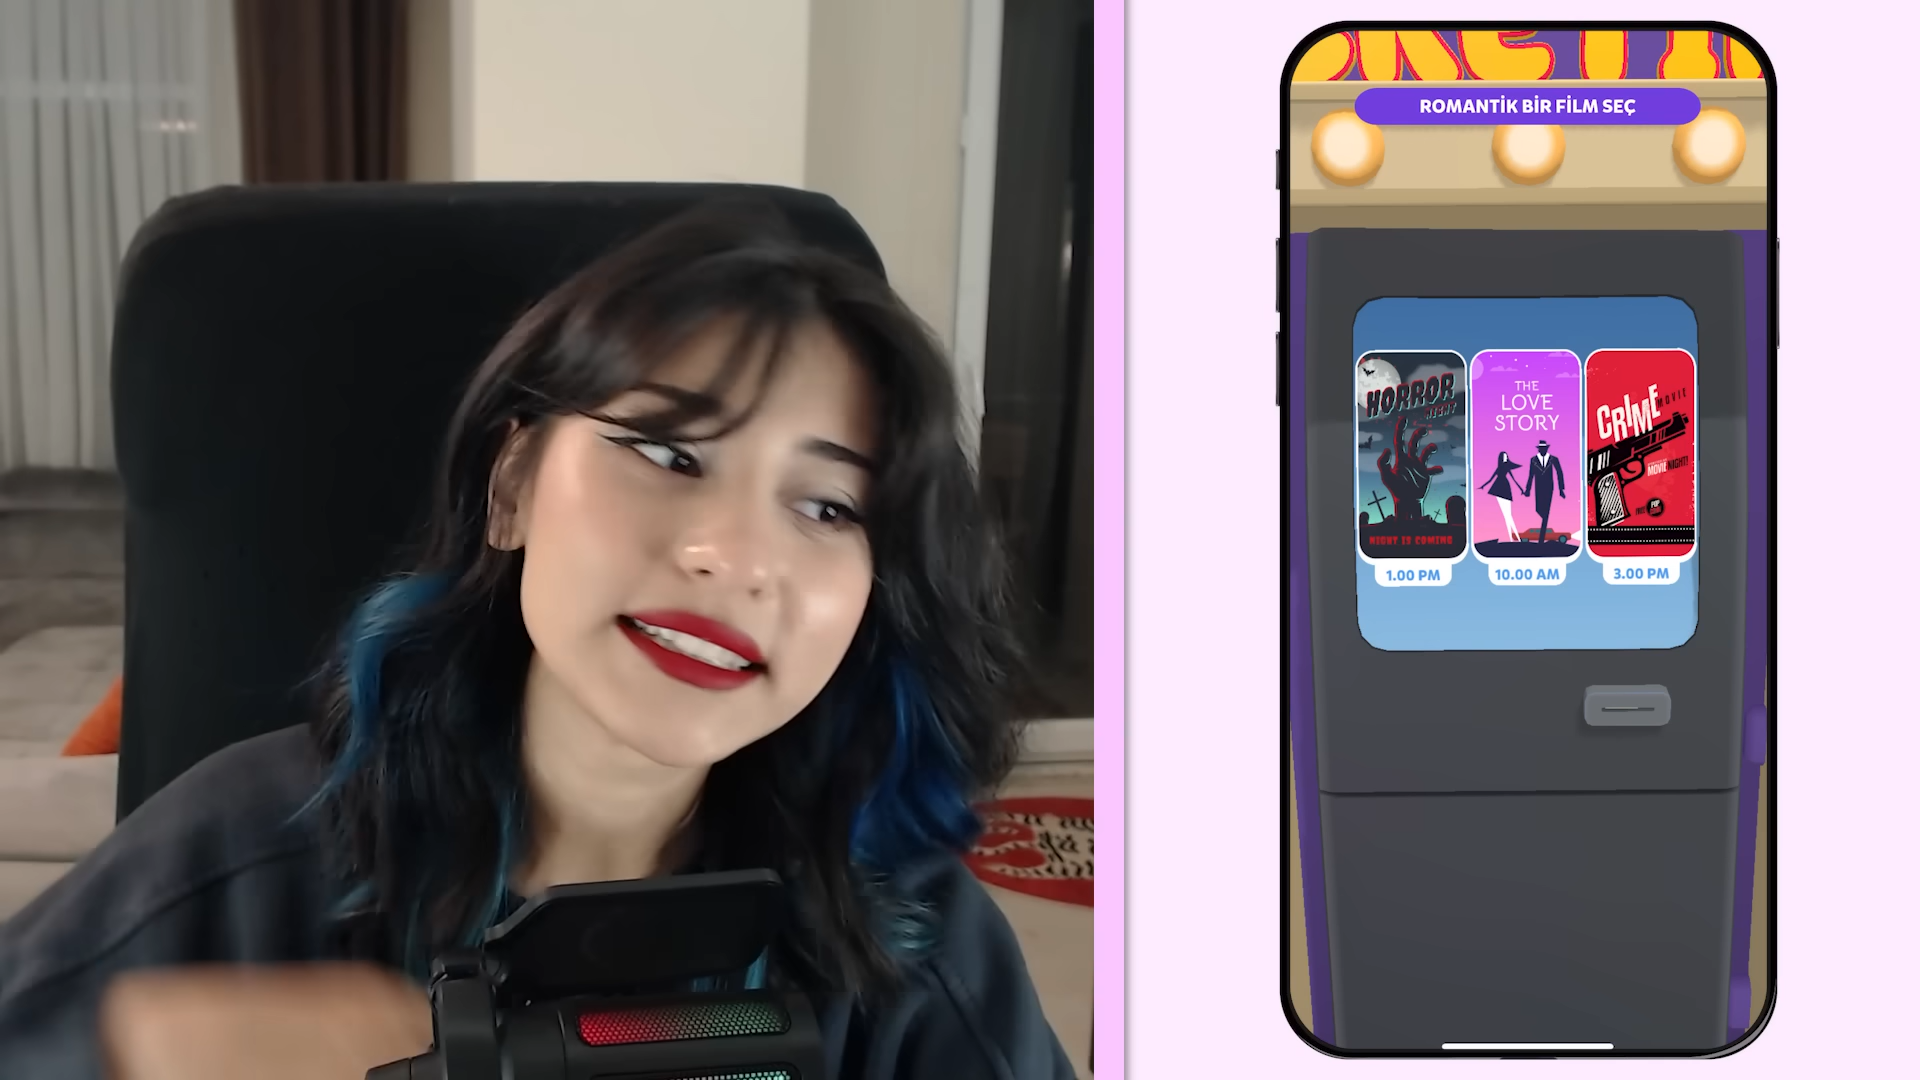 ROMANTİK BİR FİLM SEÇ
HORROR
NIGHT
NIGHT IS COMING
1.00 PM
THE
LOVE
STORY
10.00 AM
CRIME
MOVIE
MOVIE NIGHT!
3.00 PM